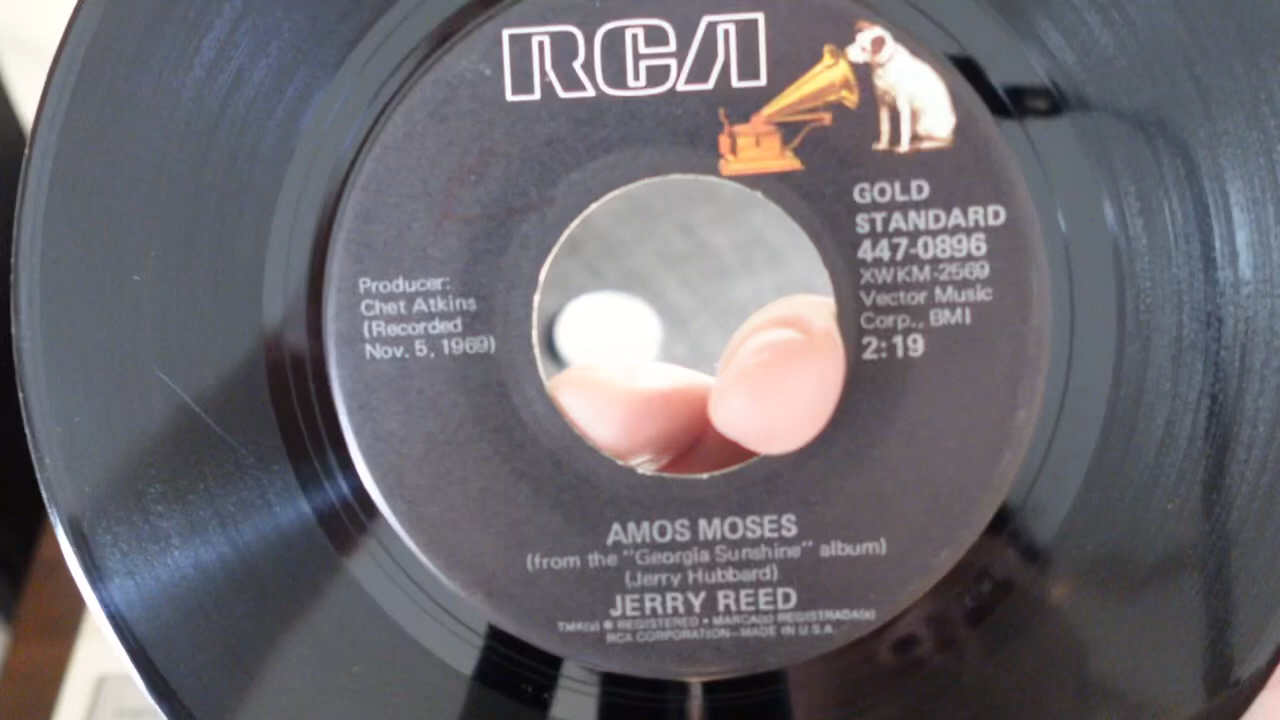 RCA
GOLD
STANDARD
447-0896
XWKM-2569
Vector Music
Corp., BMI
2:19
Producer:
Chet Atkins
(Recorded
Nov. 5, 1969)
AMOS MOSES
(from the "Georgia Sunshine" album)
(Jerry Hubbard)
JERRY REED
TMK(s) ® REGISTERED • MARCA(s) REGISTRADA(s)
RCA CORPORATION—MADE IN U.S.A.